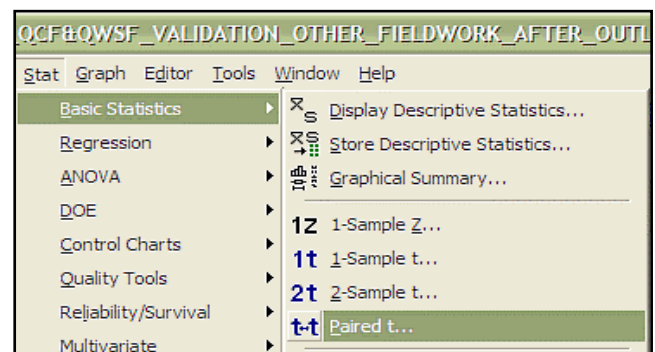 QCF&QWSF_VALIDATION_OTHER_FIELDWORK_AFTER_OUTL
Stat Graph Editor Tools Window Help
Basic Statistics
Regression
ANOVA
DOE
Control Charts
Quality Tools
Reliability/Survival
Multivariate
Display Descriptive Statistics...
Store Descriptive Statistics...
Graphical Summary...
1Z 1-Sample Z...
1t 1-Sample t...
2t 2-Sample t...
t-t Paired t...